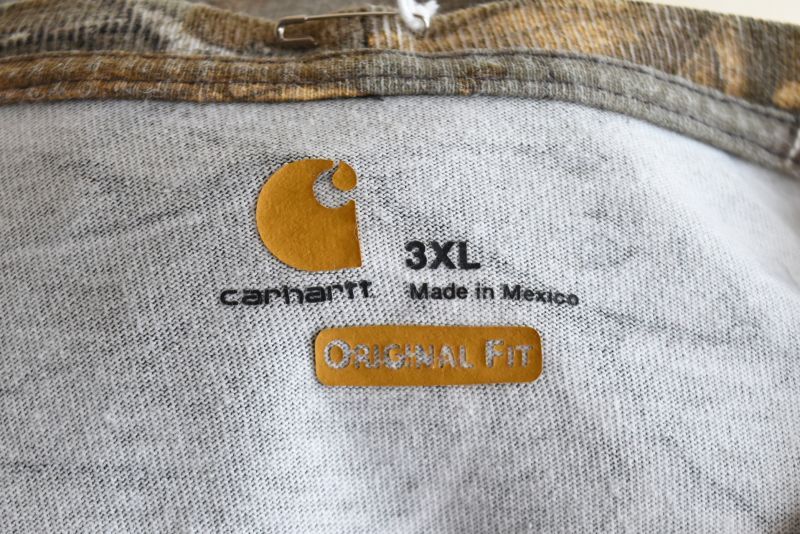 carhartt
3XL
Made in Mexico
ORIGINAL FIT